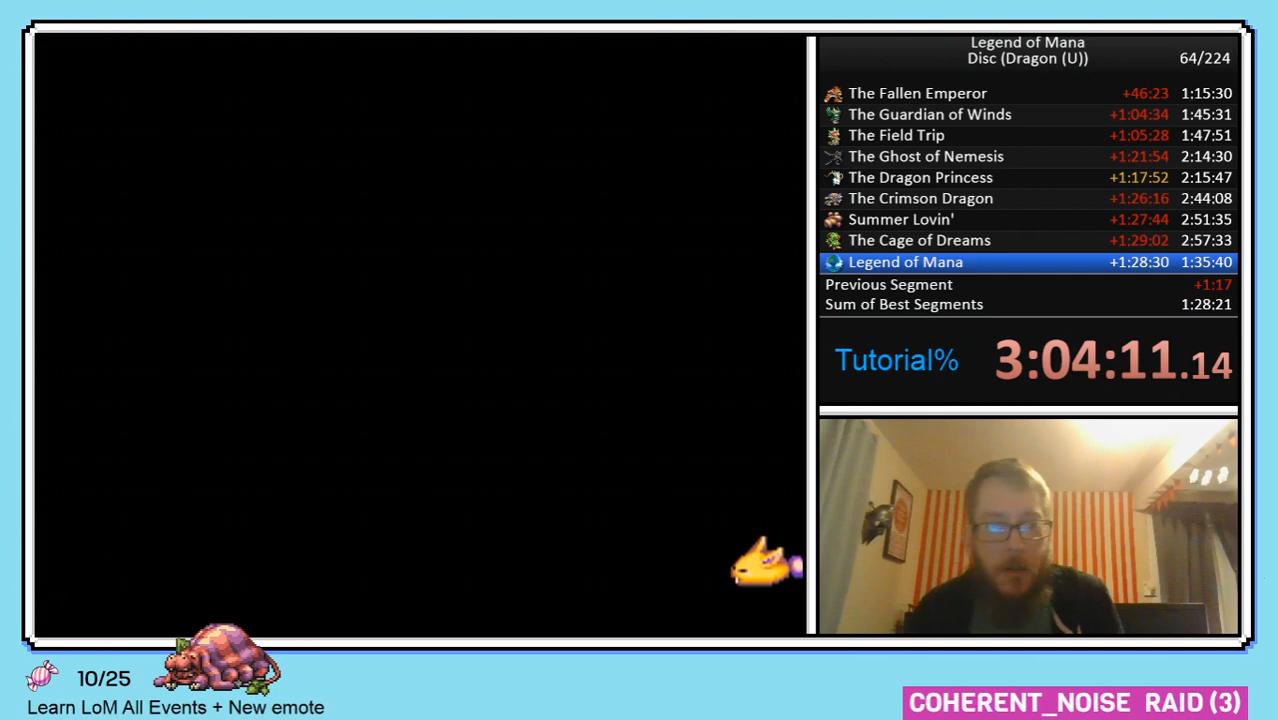 Legend of Mana
Disc (Dragon (U)) 64/224
The Fallen Emperor +46:23 1:15:30
The Guardian of Winds +1:04:34 1:45:31
The Field Trip +1:05:28 1:47:51
The Ghost of Nemesis +1:21:54 2:14:30
The Dragon Princess +1:17:52 2:15:47
The Crimson Dragon +1:26:16 2:44:08
Summer Lovin' +1:27:44 2:51:35
The Cage of Dreams +1:29:02 2:57:33
Legend of Mana +1:28:30 1:35:40
Previous Segment +1:17
Sum of Best Segments 1:28:21
Tutorial% 3:04:11.14
10/25
Learn LoM All Events + New emote
COHERENT_NOISE RAID (3)